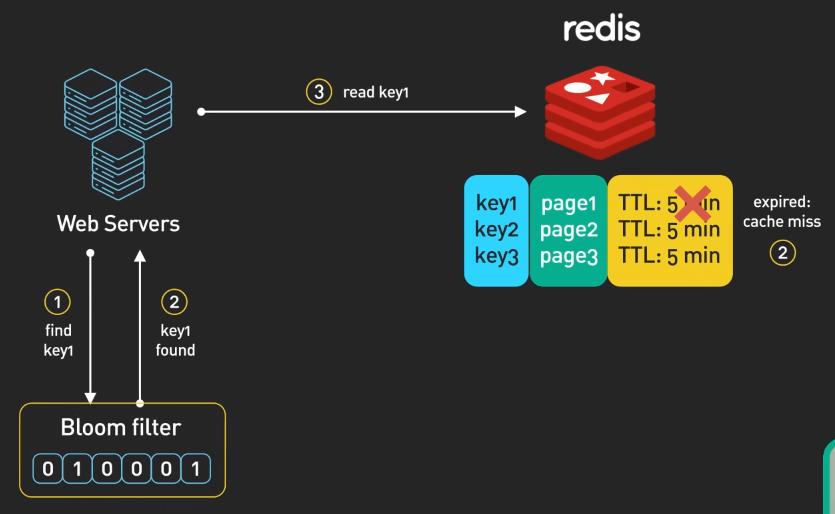 redis
3 read key1
key1 page1 TTL: 5 min
key2 page2 TTL: 5 min
key3 page3 TTL: 5 min
expired:
cache miss
2
Web Servers
1
find
key1
2
key1
found
Bloom filter
0 1 0 0 0 1